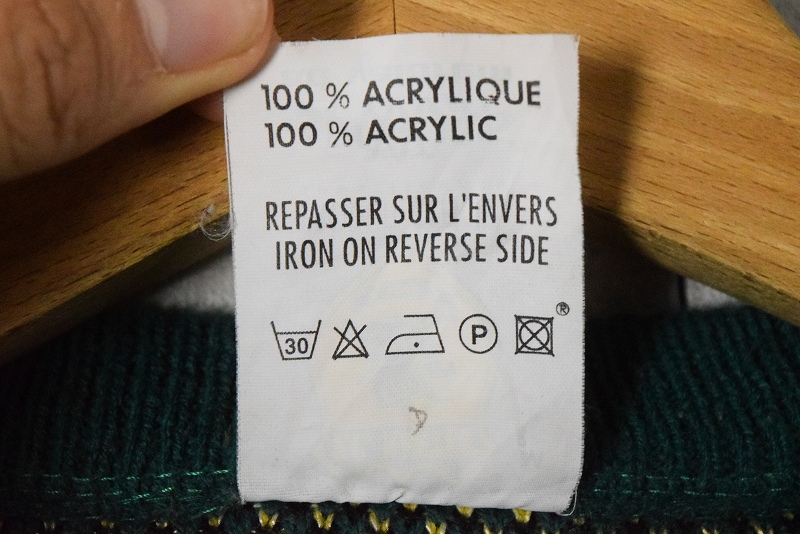 100 % ACRYLIQUE
100 % ACRYLIC
REPASSER SUR L'ENVERS
IRON ON REVERSE SIDE
30 P ®